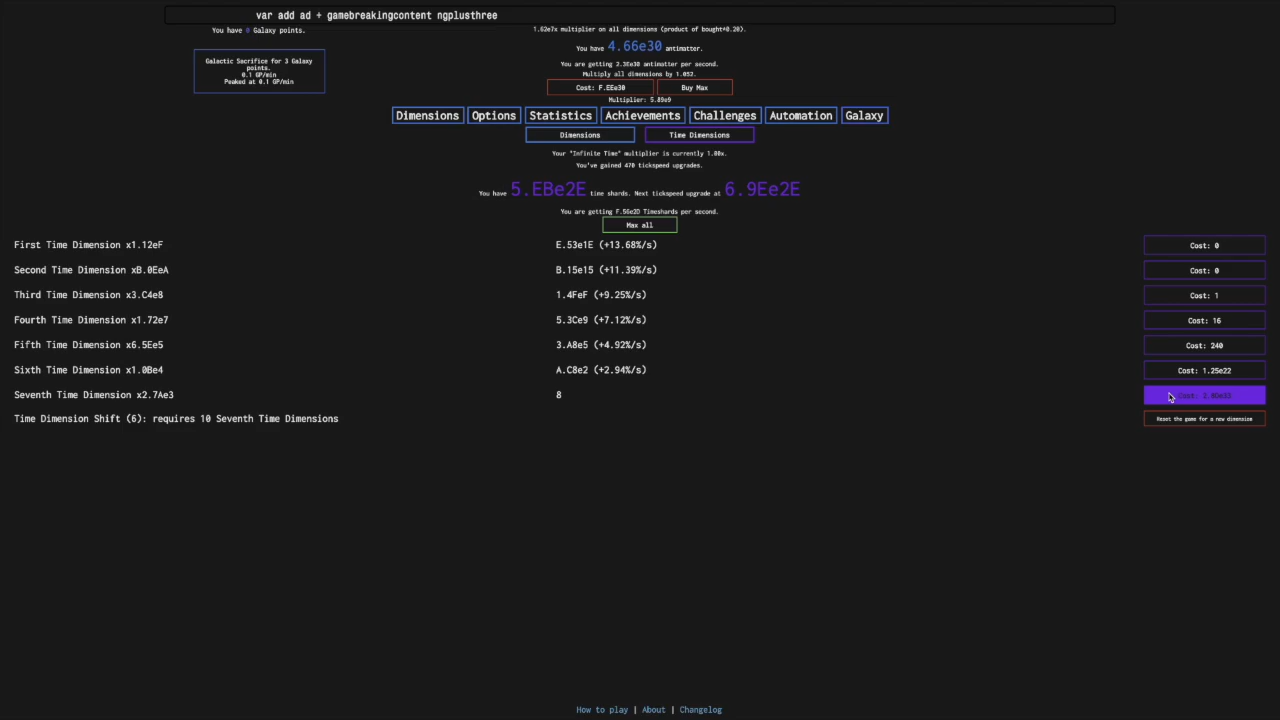 var add ad + gamebreakingcontent ngplusthree
You have 0 Galaxy points.
1.62e7x multiplier on all dimensions (product of bought*0.20).
You have 4.66e30 antimatter.
Galactic Sacrifice for 3 Galaxy
points.
0.1 GP/min
Peaked at 0.1 GP/min
You are getting 2.3Ee30 antimatter per second.
Multiply all dimensions by 1.052.
Cost: F.EEe30
Buy Max
Multiplier: 5.89e9
Dimensions Options Statistics Achievements Challenges Automation Galaxy
Dimensions Time Dimensions
Your "Infinite Time" multiplier is currently 1.00x.
You've gained 470 tickspeed upgrades.
You have 5.EBe2E time shards. Next tickspeed upgrade at 6.9Ee2E
You are getting F.56e2D Timeshards per second.
Max all
First Time Dimension x1.12eF E.53e1E (+13.68%/s) Cost: 0
Second Time Dimension xB.0EeA B.15e15 (+11.39%/s) Cost: 0
Third Time Dimension x3.C4e8 1.4FeF (+9.25%/s) Cost: 1
Fourth Time Dimension x1.72e7 5.3Ce9 (+7.12%/s) Cost: 16
Fifth Time Dimension x6.5Ee5 3.A8e5 (+4.92%/s) Cost: 240
Sixth Time Dimension x1.0Be4 A.C8e2 (+2.94%/s) Cost: 1.25e22
Seventh Time Dimension x2.7Ae3 8 Cost:
Time Dimension Shift (6): requires 10 Seventh Time Dimensions Reset the game for a new dimension
How to play | About | Changelog